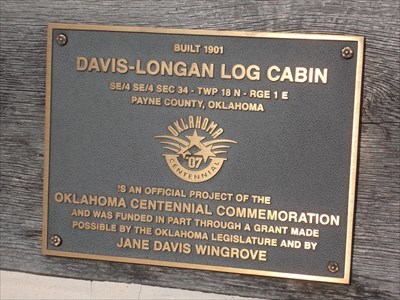 BUILT 1901
DAVIS-LONGAN LOG CABIN
SE/4 SE/4 SEC 34 - TWP 18 N - RGE 1 E
PAYNE COUNTY, OKLAHOMA
OKLAHOMA
'07
CENTENNIAL
IS AN OFFICIAL PROJECT OF THE
OKLAHOMA CENTENNIAL COMMEMORATION
AND WAS FUNDED IN PART THROUGH A GRANT MADE
POSSIBLE BY THE OKLAHOMA LEGISLATURE AND BY
JANE DAVIS WINGROVE